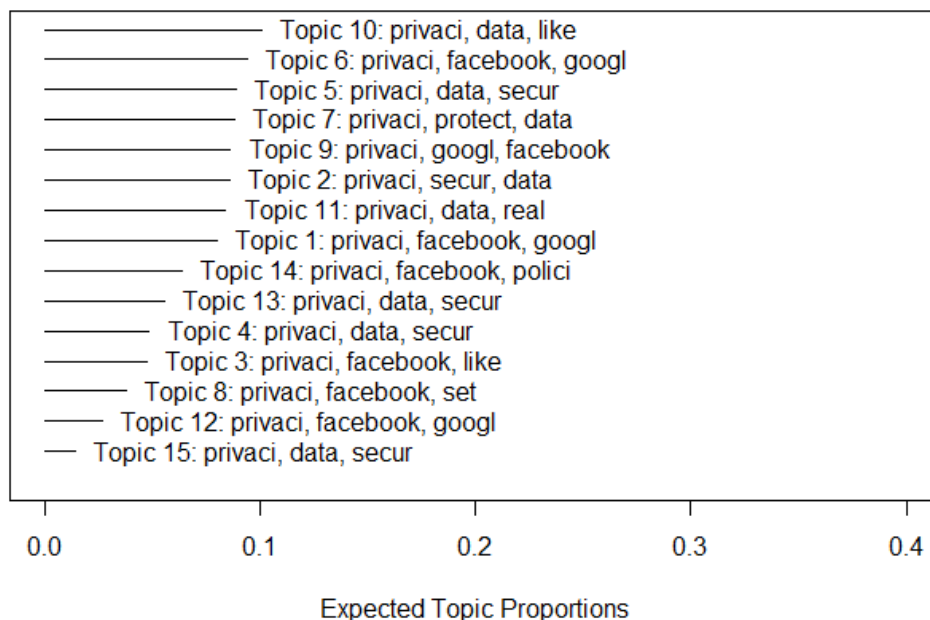 Topic 10: privaci, data, like
Topic 6: privaci, facebook, googl
Topic 5: privaci, data, secur
Topic 7: privaci, protect, data
Topic 9: privaci, googl, facebook
Topic 2: privaci, secur, data
Topic 11: privaci, data, real
Topic 1: privaci, facebook, googl
Topic 14: privaci, facebook, polici
Topic 13: privaci, data, secur
Topic 4: privaci, data, secur
Topic 3: privaci, facebook, like
Topic 8: privaci, facebook, set
Topic 12: privaci, facebook, googl
Topic 15: privaci, data, secur
0.0 0.1 0.2 0.3 0.4
Expected Topic Proportions